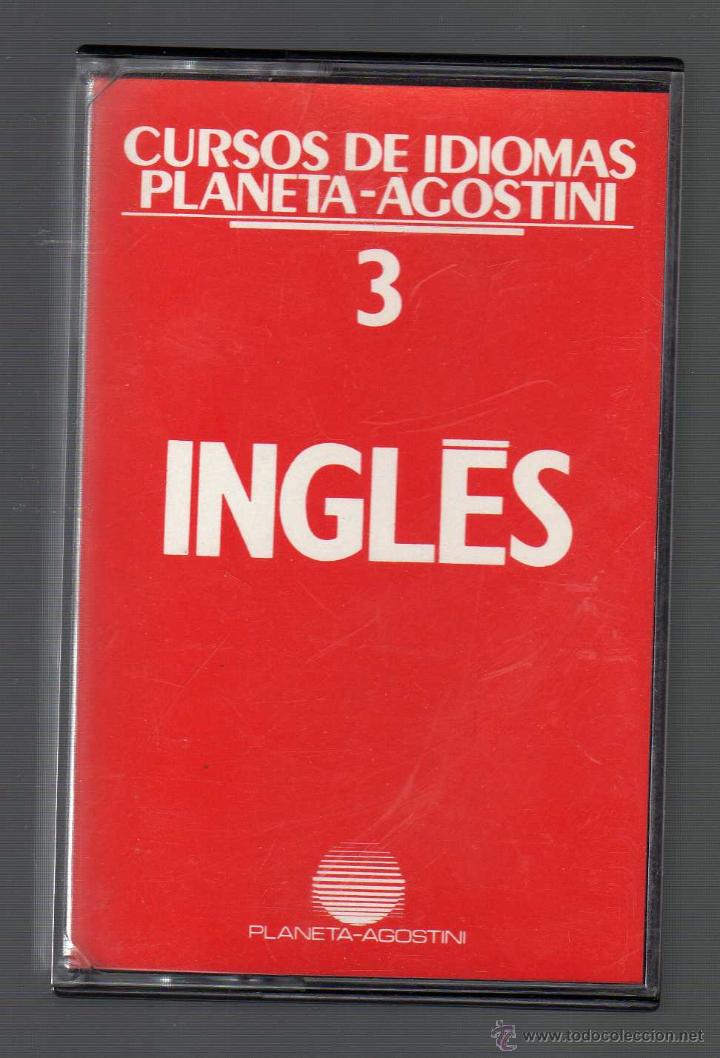 CURSOS DE IDIOMAS
PLANETA-AGOSTINI
3
INGLÉS
PLANETA-AGOSTINI
www.todocoleccion.net